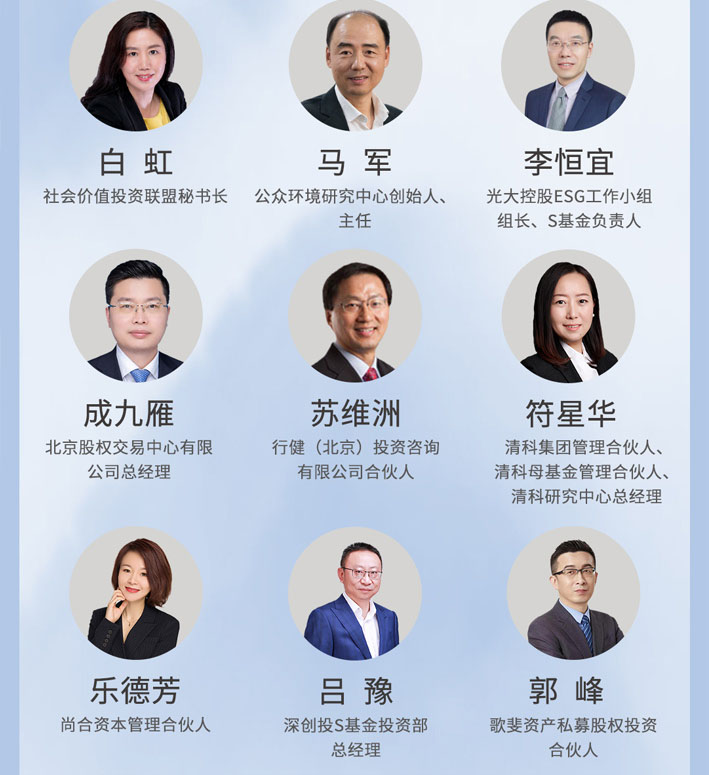 白 虹
社会价值投资联盟秘书长
马 军
公众环境研究中心创始人、
主任
李恒宜
光大控股ESG工作小组
组长、S基金负责人
成九雁
北京股权交易中心有限
公司总经理
苏维洲
行健（北京）投资咨询
有限公司合伙人
符星华
清科集团管理合伙人、
清科母基金管理合伙人、
清科研究中心总经理
乐德芳
尚合资本管理合伙人
吕 豫
深创投S基金投资部
总经理
郭 峰
歌斐资产私募股权投资
合伙人